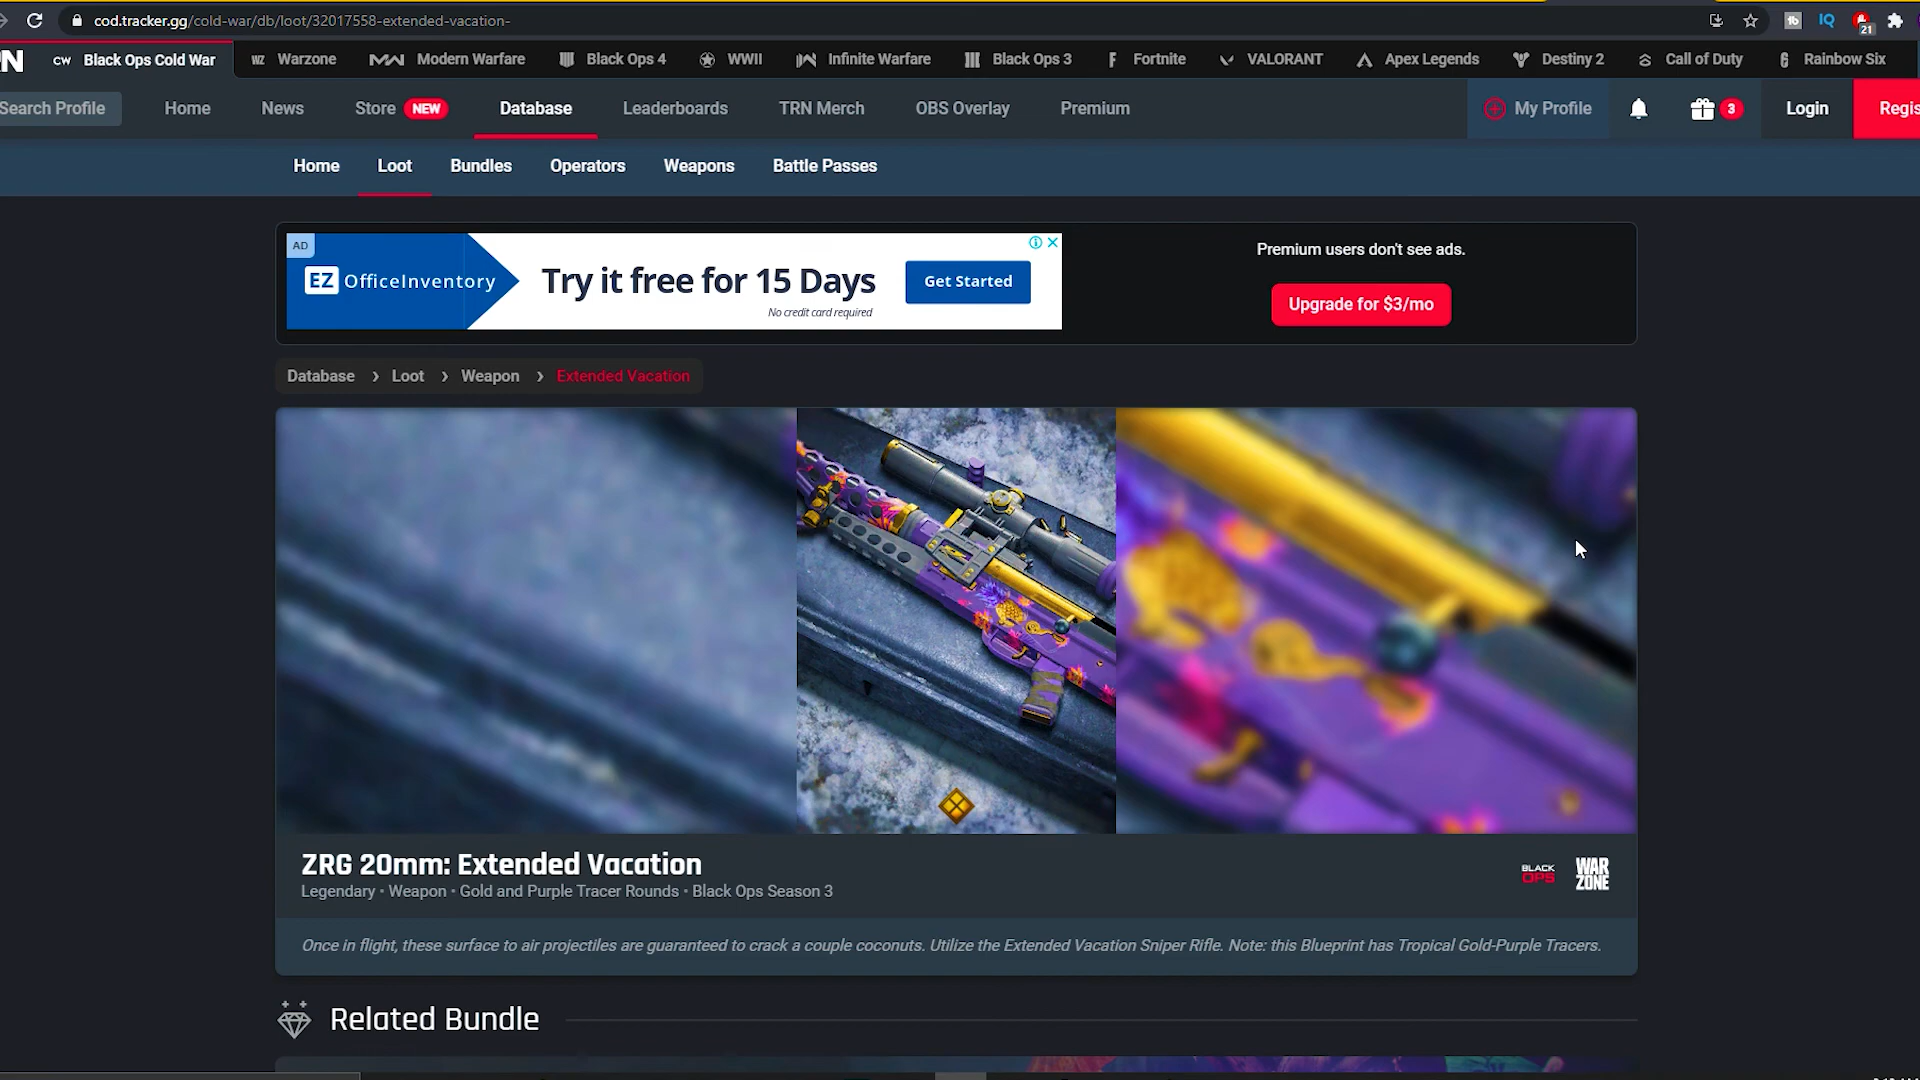 cod.tracker.gg/cold-war/db/loot/32017558-extended-vacation-
21
CW Black Ops Cold War
WZ Warzone
Modern Warfare
Black Ops 4
WWII
Infinite Warfare
Black Ops 3
Fortnite
VALORANT
Apex Legends
Destiny 2
Call of Duty
Rainbow Six
Search Profile
Home
News
Store NEW
Database
Leaderboards
TRN Merch
OBS Overlay
Premium
My Profile
3
Login
Regis
Home
Loot
Bundles
Operators
Weapons
Battle Passes
AD
EZ OfficeInventory
Try it free for 15 Days
No credit card required
Get Started
Premium users don't see ads.
Upgrade for $3/mo
Database › Loot › Weapon › Extended Vacation
ZRG 20mm: Extended Vacation
Legendary • Weapon • Gold and Purple Tracer Rounds • Black Ops Season 3
BLACK OPS
WAR ZONE
Once in flight, these surface to air projectiles are guaranteed to crack a couple coconuts. Utilize the Extended Vacation Sniper Rifle. Note: this Blueprint has Tropical Gold-Purple Tracers.
Related Bundle